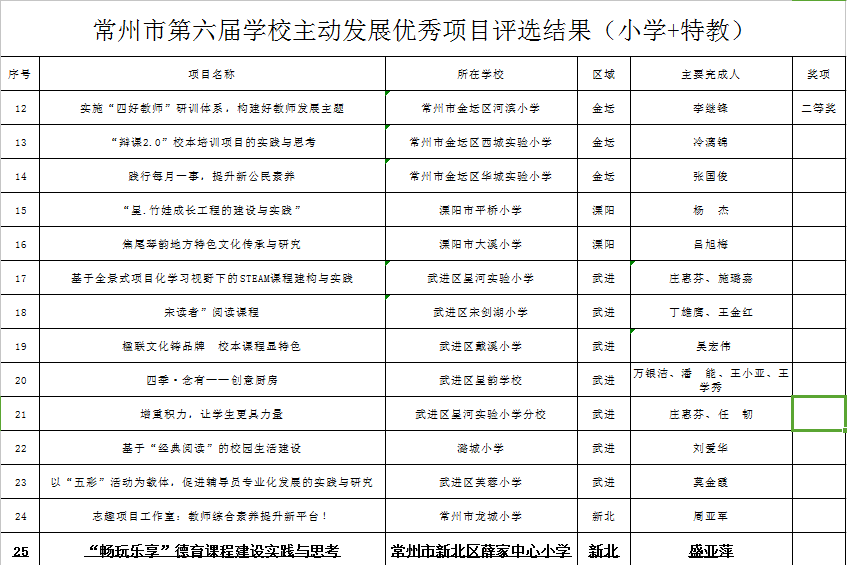 常州市第六届学校主动发展优秀项目评选结果（小学+特教）
序号 项目名称 所在学校 区域 主要完成人 奖项
12 实施“四好教师”研训体系，构建好教师发展主题 常州市金坛区河滨小学 金坛 李继锋 二等奖
13 “辩课2.0”校本培训项目的实践与思考 常州市金坛区西城实验小学 金坛 冷漪锦
14 践行每月一事，提升新公民素养 常州市金坛区华城实验小学 金坛 张国俊
15 “星.竹娃成长工程的建设与实践” 溧阳市平桥小学 溧阳 杨 杰
16 焦尾琴韵地方特色文化传承与研究 溧阳市大溪小学 溧阳 吕旭梅
17 基于全景式项目化学习视野下的STEAM课程建构与实践 武进区星河实验小学 武进 庄惠芬、施璐嘉
18 宋读者”阅读课程 武进区宋剑湖小学 武进 丁雄鹰、王金红
19 楹联文化铸品牌 校本课程显特色 武进区戴溪小学 武进 吴宏伟
20 四季·念有一一创意厨房 武进区星韵学校 武进 万银洁、潘 能、王小亚、王
学秀
21 增重积力，让学生更具力量 武进区星河实验小学分校 武进 庄惠芬、任 韧
22 基于“经典阅读”的校园生活建设 潞城小学 武进 刘爱华
23 以“五彩”活动为载体，促进辅导员专业化发展的实践与研究 武进区芙蓉小学 武进 莫金霞
24 志趣项目工作室：教师综合素养提升新平台！ 常州市龙城小学 新北 周亚军
25 “畅玩乐享”德育课程建设实践与思考 常州市新北区薛家中心小学 新北 盛亚萍